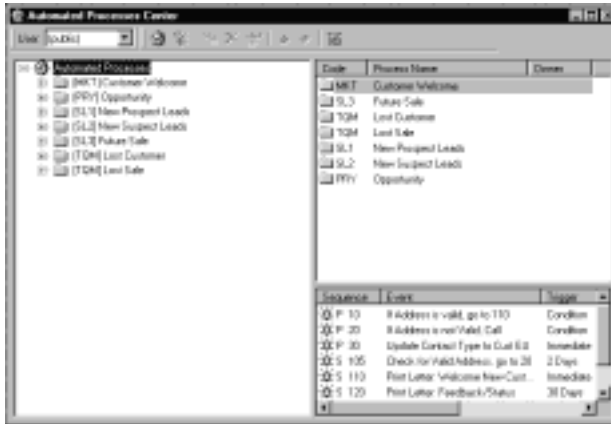 Automated Processes Center
User: (public)
Automated Processes
[MKT] Customer Welcome
[PRY] Opportunity
[SL1] New Prospect Leads
[SL2] New Suspect Leads
[SL3] Future Sale
[TQM] Lost Customer
[TQM] Lost Sale
Code Process Name Owner
MKT Customer Welcome
SL3 Future Sale
TQM Lost Customer
TQM Lost Sale
SL1 New Prospect Leads
SL2 New Suspect Leads
PRY Opportunity
Sequence Event Trigger
P 10 If Address is valid, go to 110 Condition
P 20 If Address is not Valid, Call Condition
P 30 Update Contact Type to Cust Immediate
S 105 Check for Valid Address, go to 20 2 Days
S 110 Print Letter: Welcome New Cust... Immediate
S 120 Print Letter: Feedback/Status 30 Days